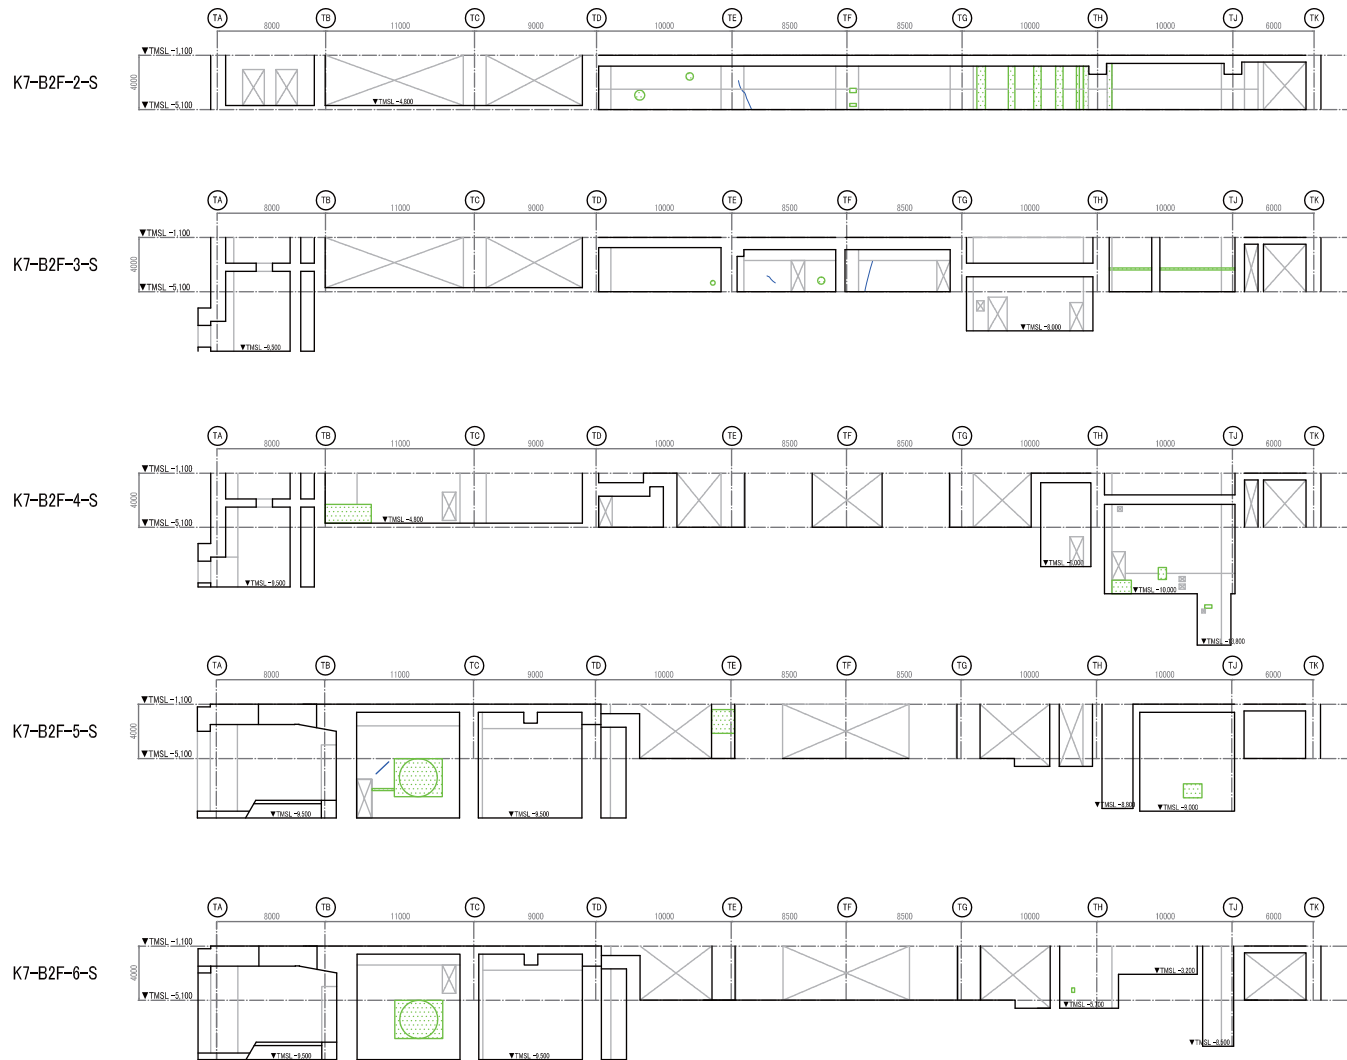 TA TB TC TD TE TF TG TH TJ TK
8000 11000 9000 10000 8500 8500 10000 10000 6000
K7-B2F-2-S
▼TMSL -1,100
4000
▼TMSL -4,800
▼TMSL -5,100
TA TB TC TD TE TF TG TH TJ TK
8000 11000 9000 10000 8500 8500 10000 10000 6000
K7-B2F-3-S
▼TMSL -1,100
4000
▼TMSL -5,100
▼TMSL -8,000
▼TMSL -9,500
TA TB TC TD TE TF TG TH TJ TK
8000 11000 9000 10000 8500 8500 10000 10000 6000
K7-B2F-4-S
▼TMSL -1,100
4000
▼TMSL -4,800
▼TMSL -5,100
▼TMSL -9,500
▼TMSL -10,000
TA TB TC TD TE TF TG TH TJ TK
8000 11000 9000 10000 8500 8500 10000 10000 6000
K7-B2F-5-S
▼TMSL -1,100
4000
▼TMSL -5,100
▼TMSL -8,800 ▼TMSL -9,000
▼TMSL -9,500 ▼TMSL -9,500
TA TB TC TD TE TF TG TH TJ TK
8000 11000 9000 10000 8500 8500 10000 10000 6000
K7-B2F-6-S
▼TMSL -1,100
4000
▼TMSL -3,200
▼TMSL -5,100
▼TMSL -8,500
▼TMSL -9,500 ▼TMSL -9,500